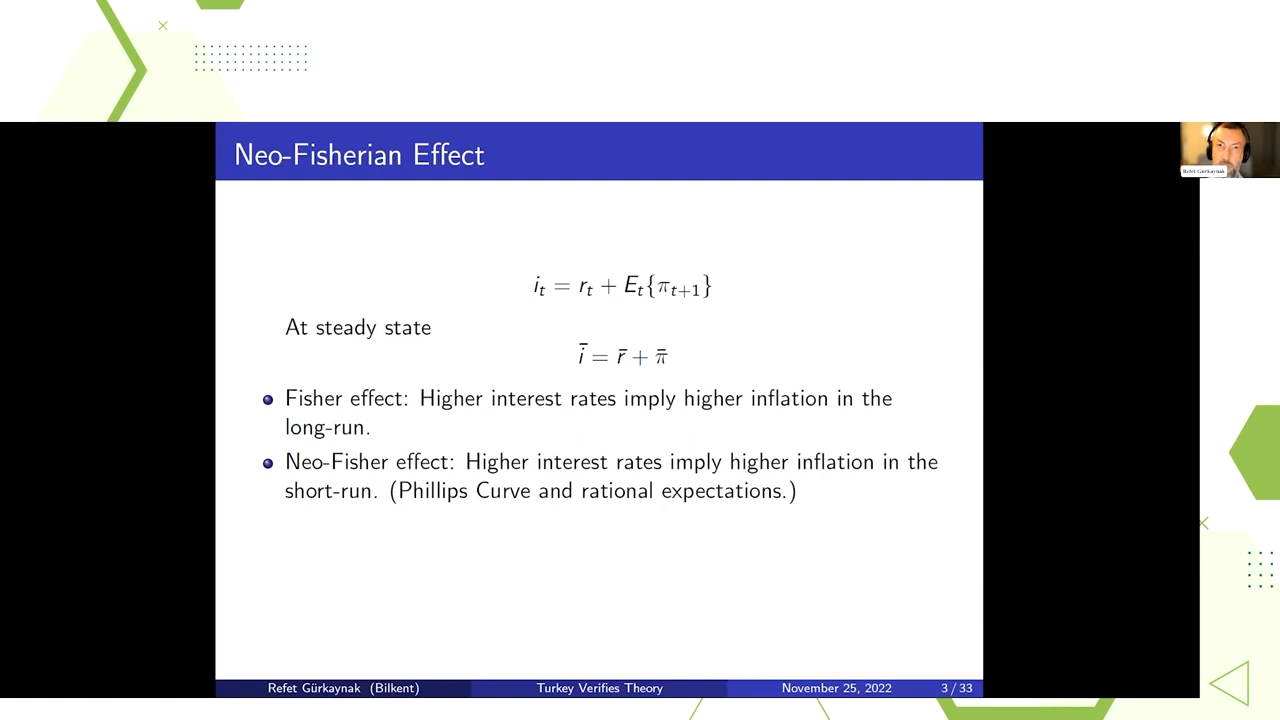 Neo-Fisherian Effect
Refet Gürkaynak
i_t = r_t + E_t{π_{t+1}}
At steady state
ī = r̄ + π̄
Fisher effect: Higher interest rates imply higher inflation in the
long-run.
Neo-Fisher effect: Higher interest rates imply higher inflation in the
short-run. (Phillips Curve and rational expectations.)
Refet Gürkaynak (Bilkent) Turkey Verifies Theory November 25, 2022 3 / 33